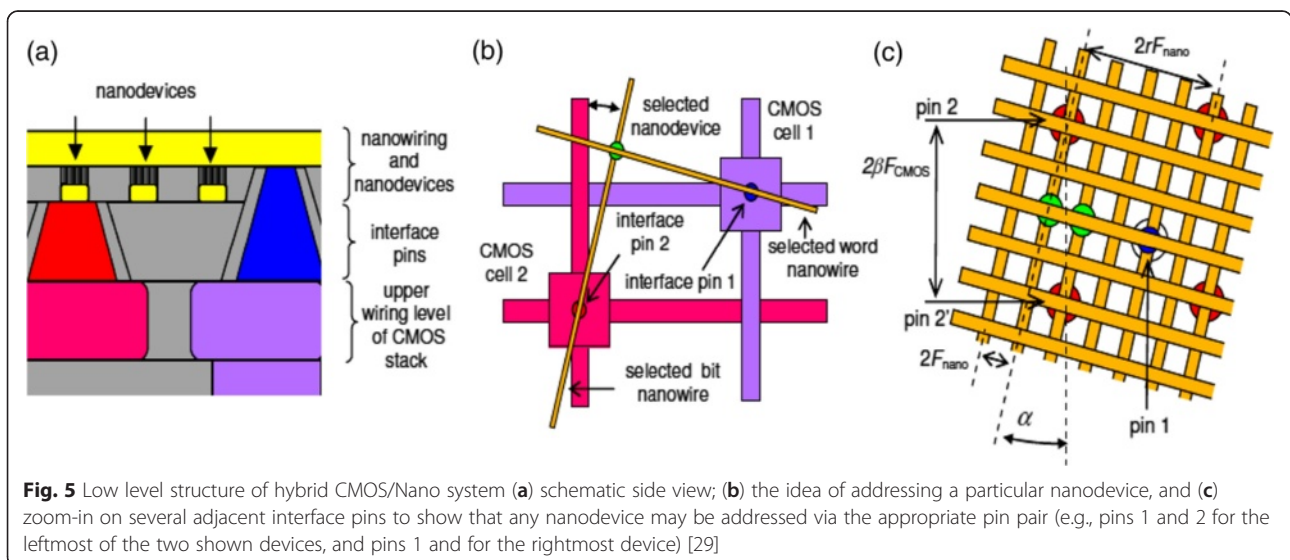 (a)
nanodevices
nanowiring
and
nanodevices
interface
pins
upper
wiring level
of CMOS
stack
(b)
selected
nanodevice
CMOS
cell 1
interface
pin 2
CMOS
cell 2
interface pin 1
selected word
nanowire
selected bit
nanowire
(c)
2rFnano
pin 2
2βFCMOS
pin 2'
2Fnano
α
pin 1
Fig. 5 Low level structure of hybrid CMOS/Nano system (a) schematic side view; (b) the idea of addressing a particular nanodevice, and (c)
zoom-in on several adjacent interface pins to show that any nanodevice may be addressed via the appropriate pin pair (e.g., pins 1 and 2 for the
leftmost of the two shown devices, and pins 1 and for the rightmost device) [29]